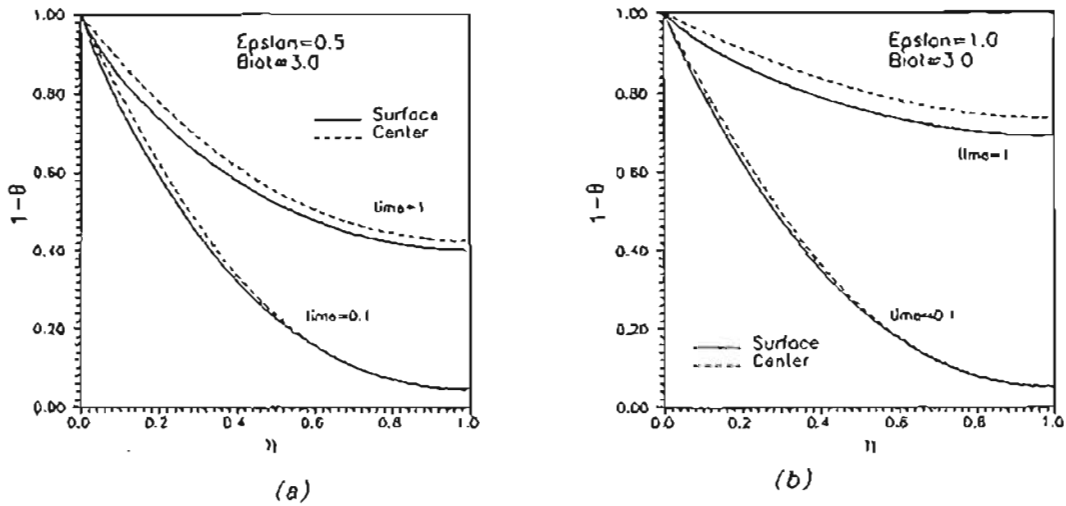 1.00
0.80
0.60
0.40
0.20
0.00
1-θ
Epsilon=0.5
Biot=3.0
Surface
Center
time=1
time=0.1
0.0 0.2 0.4 0.6 0.8 1.0
η
(a)
1.00
0.80
0.60
0.40
0.20
0.00
1-θ
Epsilon=1.0
Biot=3.0
time=1
time=0.1
Surface
Center
0.0 0.2 0.4 0.6 0.8 1.0
η
(b)